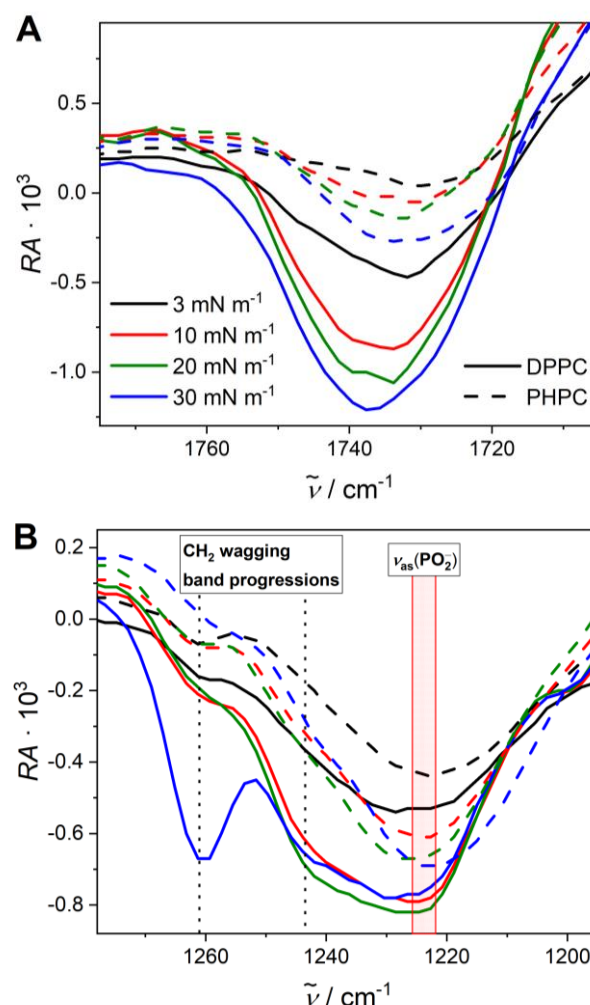 A
RA · 10³
0.5
0.0
-0.5
-1.0
3 mN m⁻¹
10 mN m⁻¹
20 mN m⁻¹
30 mN m⁻¹
DPPC
PHPC
1760 1740 1720
ν̃ / cm⁻¹
B
RA · 10³
0.2
0.0
-0.2
-0.4
-0.6
-0.8
CH₂ wagging
band progressions
νas(PO₂⁻)
1260 1240 1220 1200
ν̃ / cm⁻¹